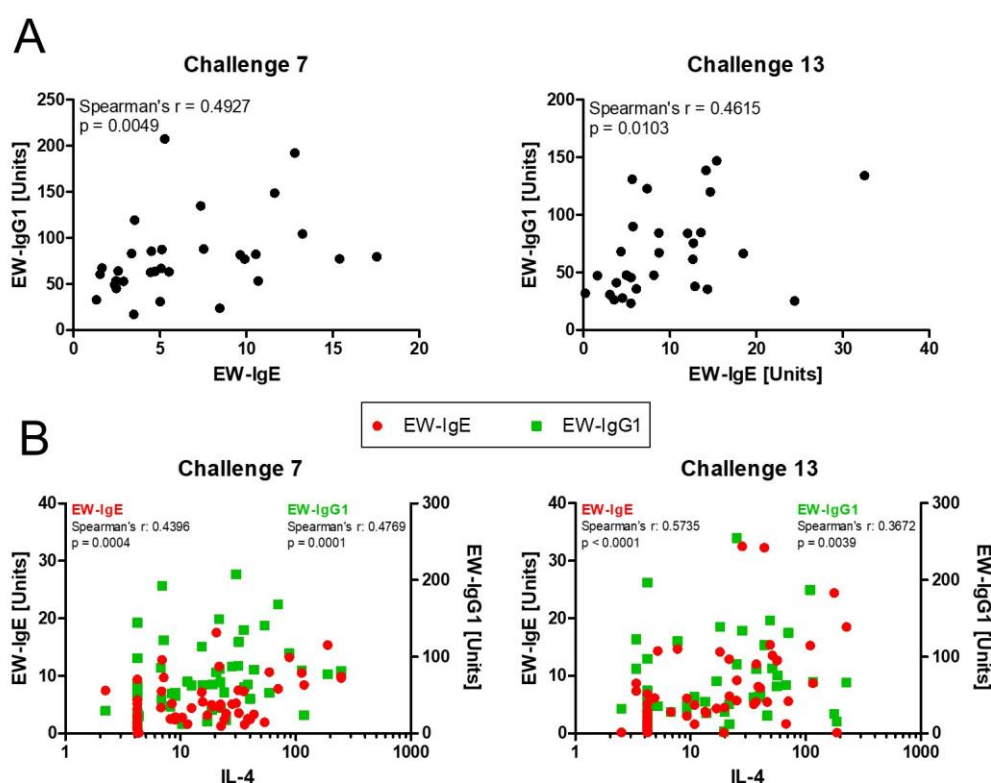 A
Challenge 7
Spearman's r = 0.4927
p = 0.0049
250
200
150
100
50
0
EW-IgG1 [Units]
0 5 10 15 20
EW-IgE
Challenge 13
Spearman's r = 0.4615
p = 0.0103
200
150
100
50
0
EW-IgG1 [Units]
0 10 20 30 40
EW-IgE [Units]
EW-IgE EW-IgG1
B
Challenge 7
EW-IgE
Spearman's r: 0.4396
p = 0.0004
EW-IgG1
Spearman's r: 0.4769
p = 0.0001
40
30
20
10
0
EW-IgE [Units]
300
200
100
0
EW-IgG1 [Units]
1 10 100 1000
IL-4
Challenge 13
EW-IgE
Spearman's r: 0.5735
p < 0.0001
EW-IgG1
Spearman's r: 0.3672
p = 0.0039
40
30
20
10
0
EW-IgE [Units]
300
200
100
0
EW-IgG1 [Units]
1 10 100 1000
IL-4